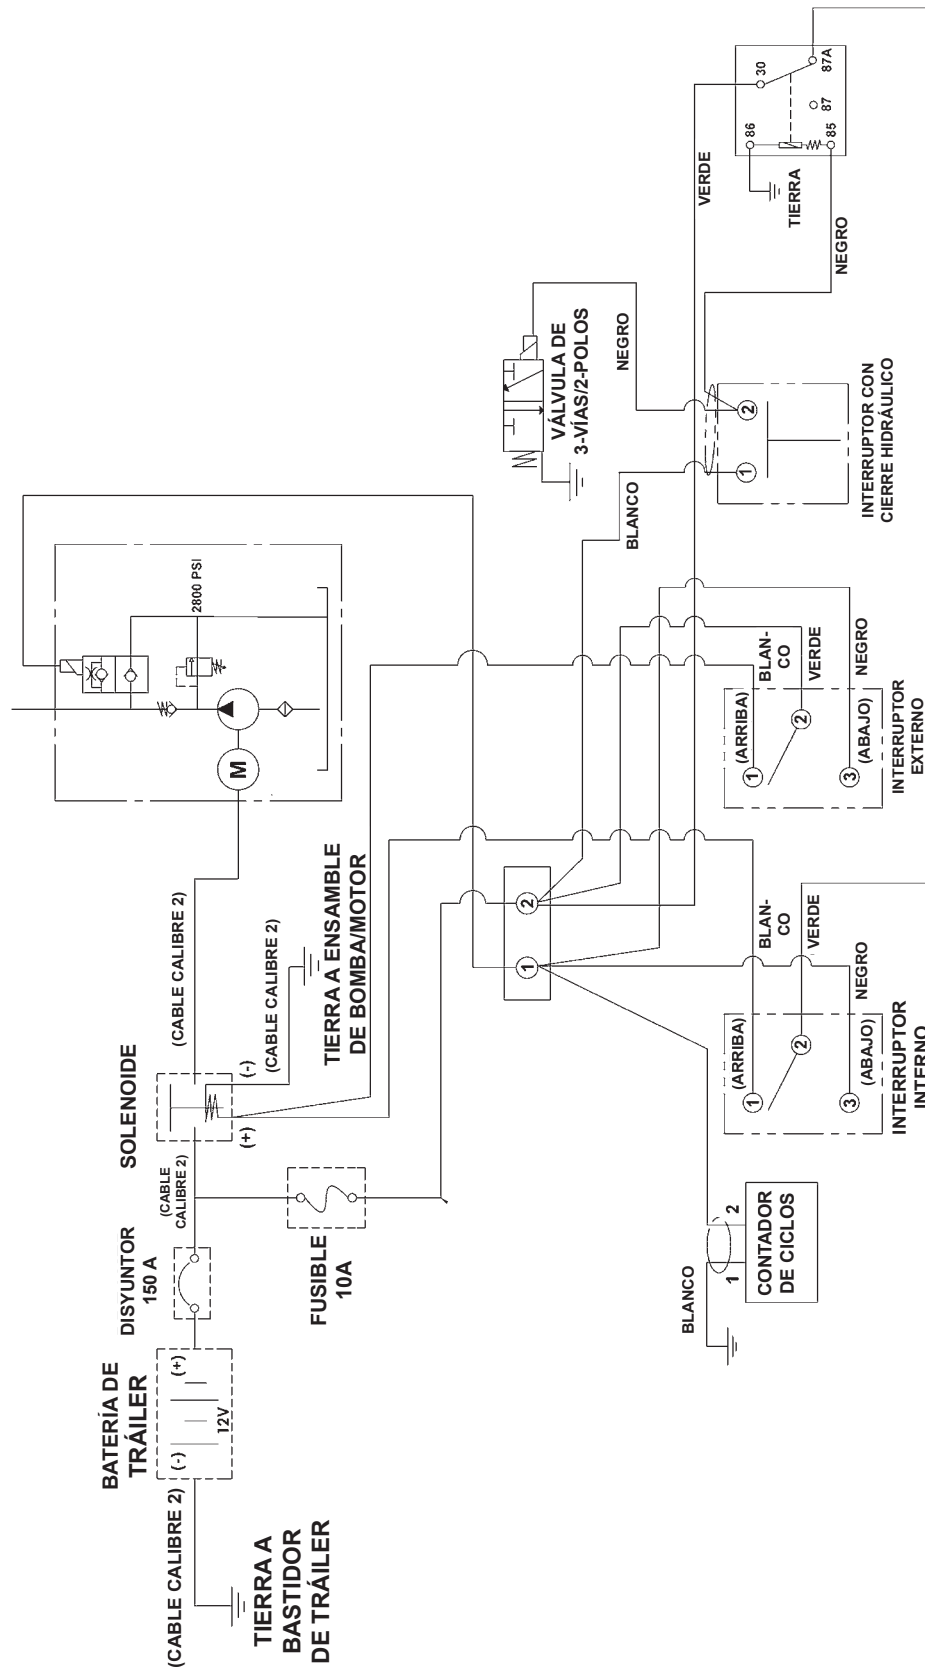 BATERÍA DE
TRÁILER
(-)
(+)
12V
(CABLE CALIBRE 2)
TIERRA A
BASTIDOR
DE TRÁILER
DISYUNTOR
150 A
(CABLE
CALIBRE 2)
SOLENOIDE
(+)
(-)
(CABLE CALIBRE 2)
(CABLE CALIBRE 2)
TIERRA A ENSAMBLE
DE BOMBA/MOTOR
FUSIBLE
10A
M
2800 PSI
1
2
BLANCO
1
2
CONTADOR
DE CICLOS
BLAN-
CO
VERDE
NEGRO
(ARRIBA)
1
2
3
(ABAJO)
INTERRUPTOR
INTERNO
BLAN-
CO
VERDE
NEGRO
(ARRIBA)
1
2
3
(ABAJO)
INTERRUPTOR
EXTERNO
BLANCO
NEGRO
VÁLVULA DE
3-VÍAS/2-POLOS
1
2
INTERRUPTOR CON
CIERRE HIDRÁULICO
VERDE
NEGRO
TIERRA
86
30
85
87
87A